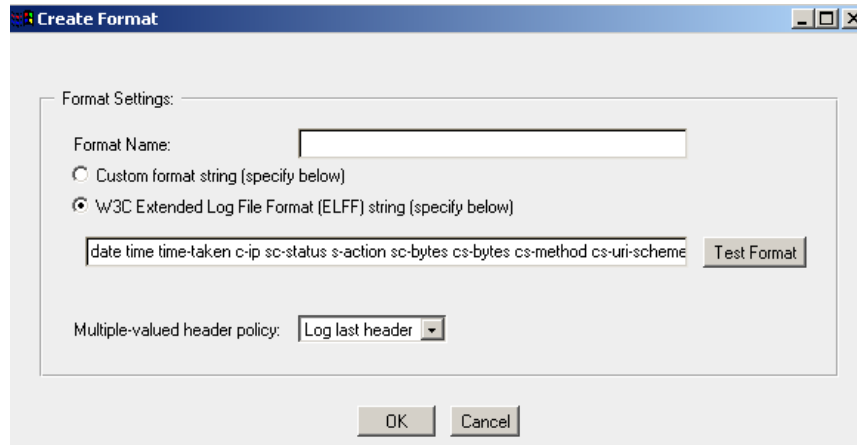 Create Format
Format Settings:
Format Name:
Custom format string (specify below)
W3C Extended Log File Format (ELFF) string (specify below)
date time time-taken c-ip sc-status s-action sc-bytes cs-bytes cs-method cs-uri-scheme
Test Format
Multiple-valued header policy: Log last header
OK Cancel